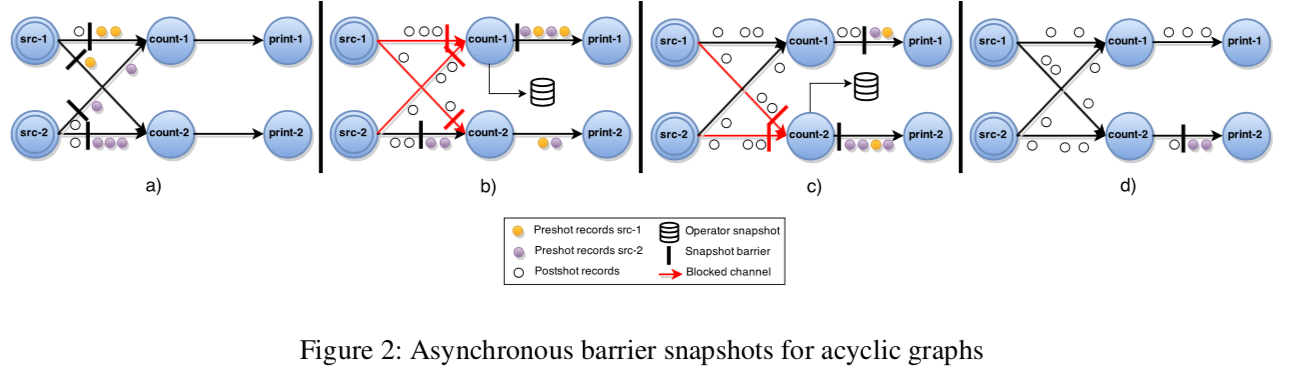 src-1 count-1 print-1 src-1 count-1 print-1 src-1 count-1 print-1 src-1 count-1 print-1
src-2 count-2 print-2 src-2 count-2 print-2 src-2 count-2 print-2 src-2 count-2 print-2
a) b) c) d)
Preshot records src-1 Operator snapshot
Preshot records src-2 Snapshot barrier
Postshot records Blocked channel
Figure 2: Asynchronous barrier snapshots for acyclic graphs